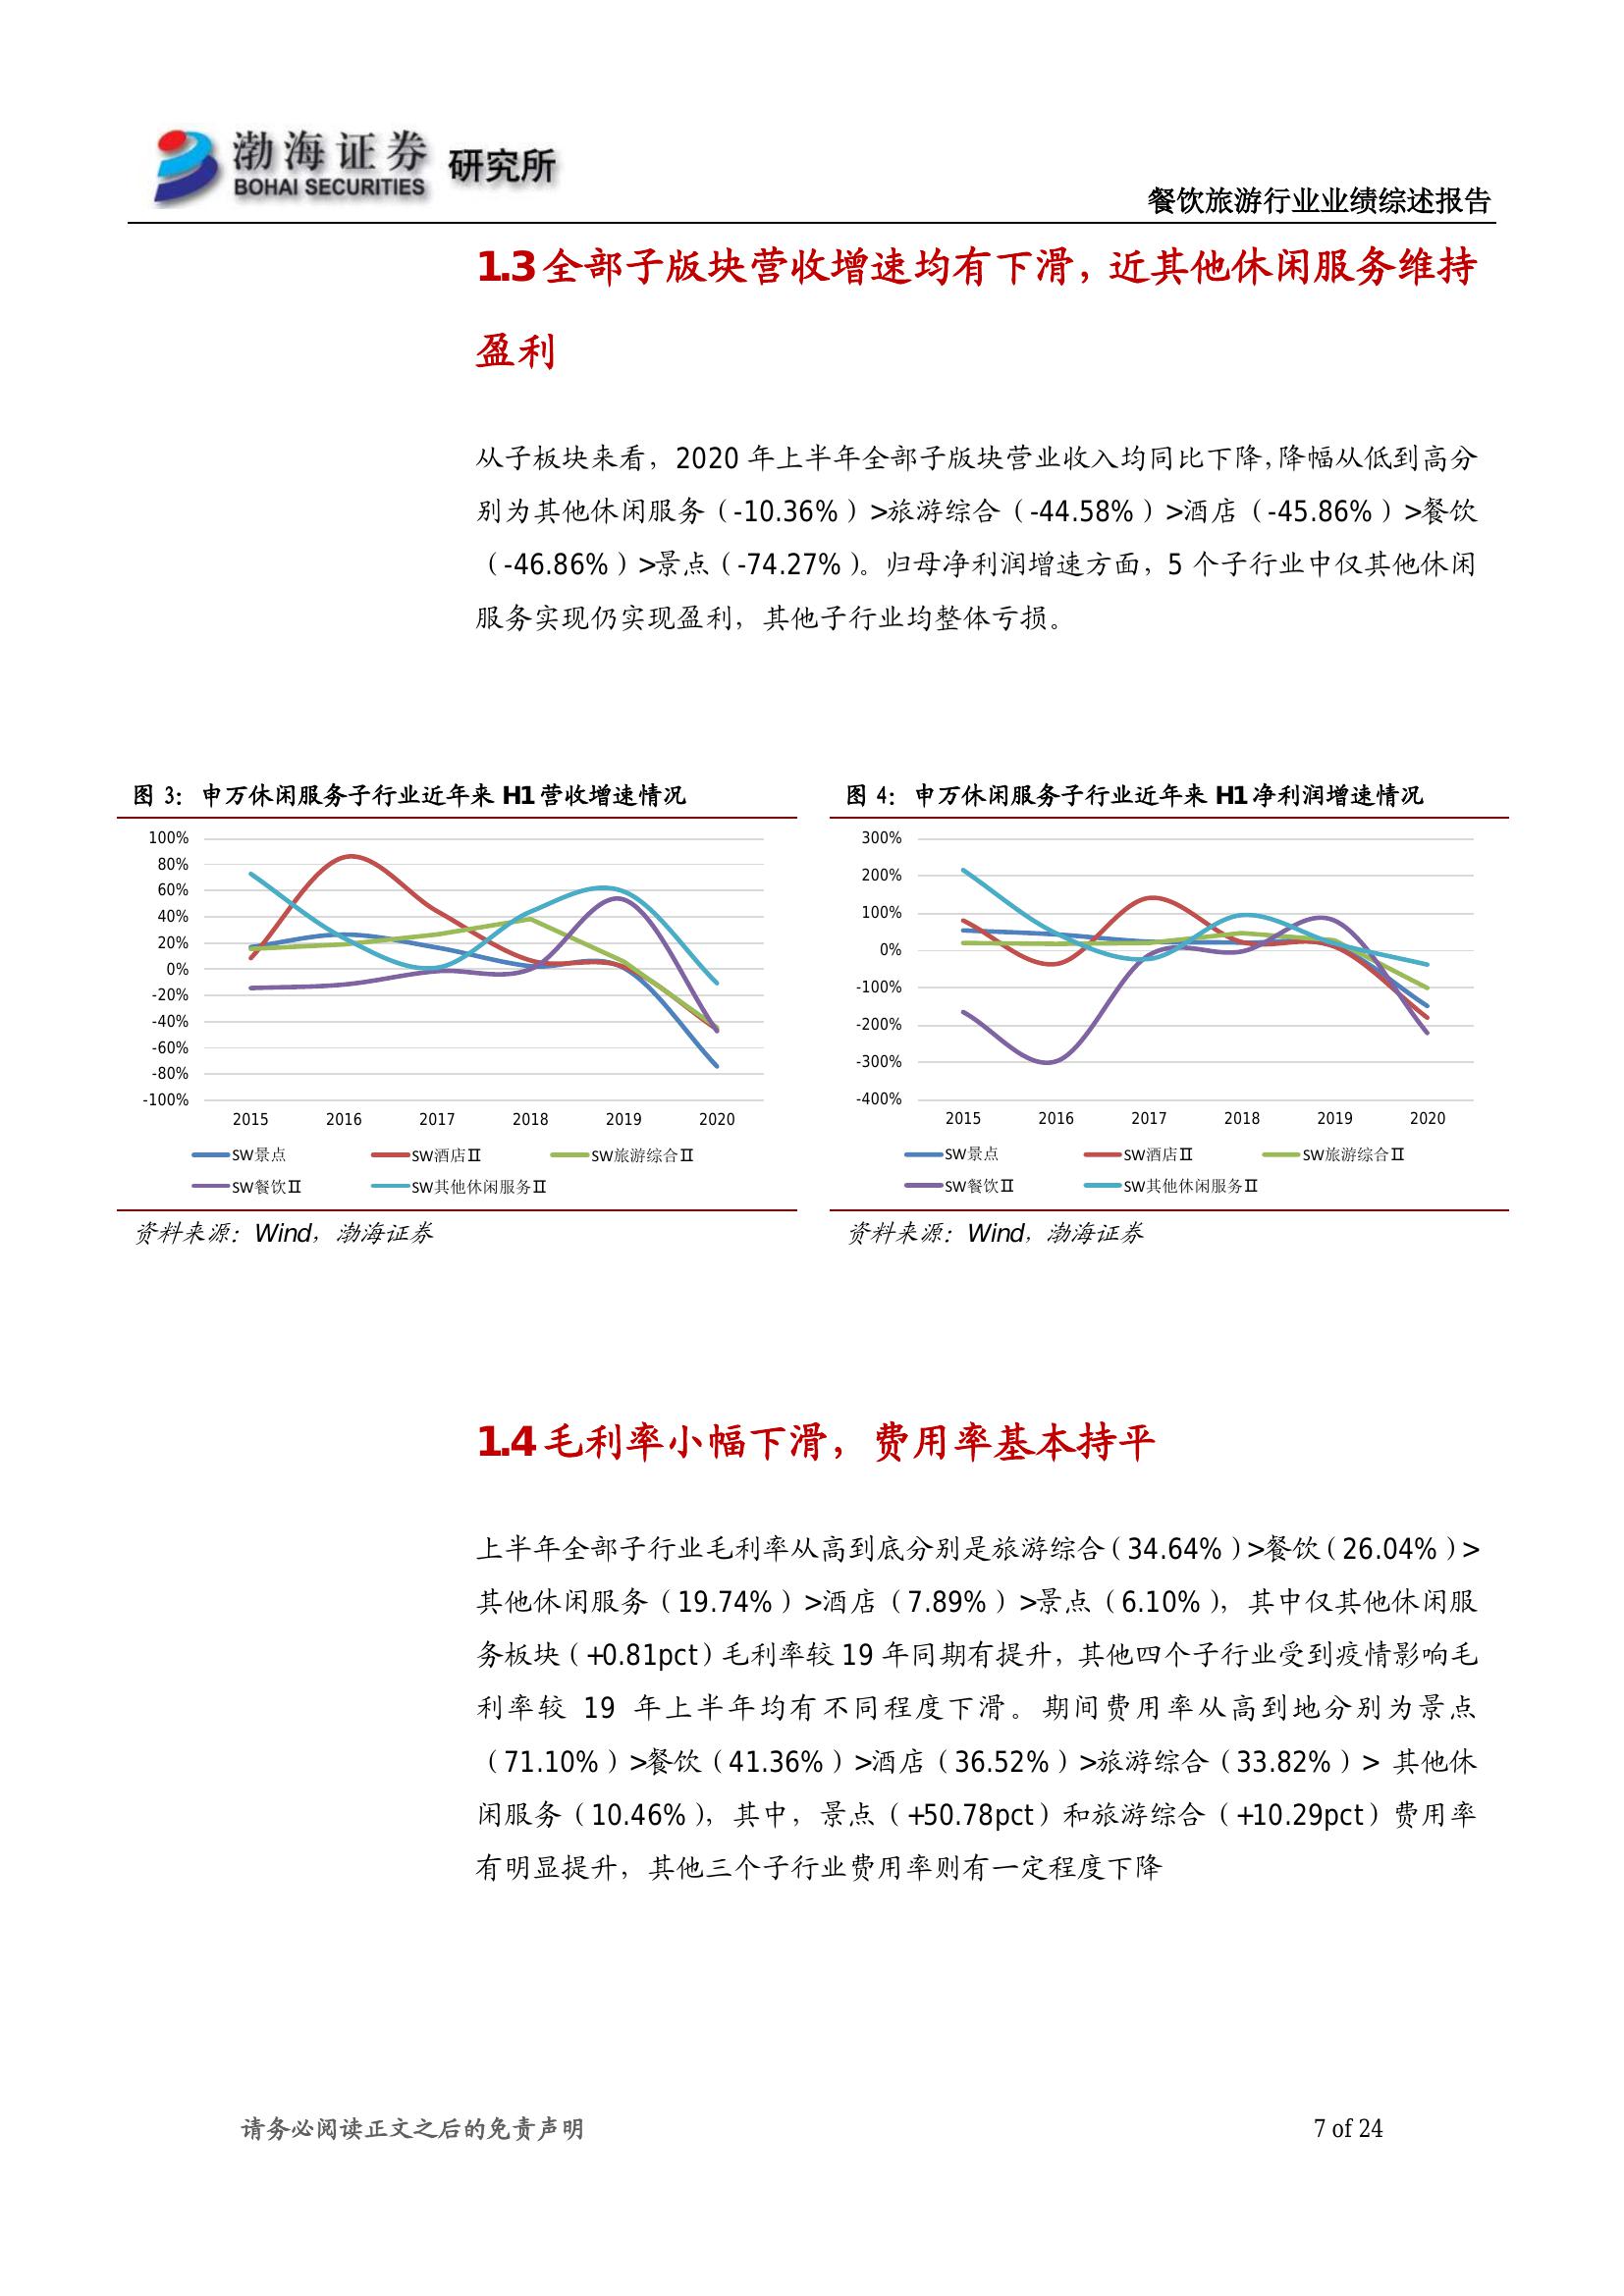 渤海证券 研究所
BOHAI SECURITIES
餐饮旅游行业业绩综述报告
1.3 全部子版块营收增速均有下滑，近其他休闲服务维持
盈利
从子板块来看，2020 年上半年全部子版块营业收入均同比下降，降幅从低到高分
别为其他休闲服务（-10.36%）>旅游综合（-44.58%）>酒店（-45.86%）>餐饮
（-46.86%）>景点（-74.27%）。归母净利润增速方面，5 个子行业中仅其他休闲
服务实现仍实现盈利，其他子行业均整体亏损。
图 3：申万休闲服务子行业近年来 H1 营收增速情况
100%
80%
60%
40%
20%
0%
-20%
-40%
-60%
-80%
-100%
2015 2016 2017 2018 2019 2020
SW景点 SW酒店Ⅱ SW旅游综合Ⅱ
SW餐饮Ⅱ SW其他休闲服务Ⅱ
资料来源：Wind，渤海证券
图 4：申万休闲服务子行业近年来 H1 净利润增速情况
300%
200%
100%
0%
-100%
-200%
-300%
-400%
2015 2016 2017 2018 2019 2020
SW景点 SW酒店Ⅱ SW旅游综合Ⅱ
SW餐饮Ⅱ SW其他休闲服务Ⅱ
资料来源：Wind，渤海证券
1.4 毛利率小幅下滑，费用率基本持平
上半年全部子行业毛利率从高到底分别是旅游综合（34.64%）>餐饮（26.04%）>
其他休闲服务（19.74%）>酒店（7.89%）>景点（6.10%），其中仅其他休闲服
务板块（+0.81pct）毛利率较 19 年同期有提升，其他四个子行业受到疫情影响毛
利率较 19 年上半年均有不同程度下滑。期间费用率从高到地分别为景点
（71.10%）>餐饮（41.36%）>酒店（36.52%）>旅游综合（33.82%）> 其他休
闲服务（10.46%），其中，景点（+50.78pct）和旅游综合（+10.29pct）费用率
有明显提升，其他三个子行业费用率则有一定程度下降
请务必阅读正文之后的免责声明
7 of 24